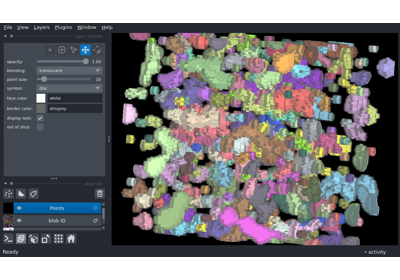 File View Layers Plugins Window Help
opacity: 1.00
blending: translucent
point size: 10
symbol: disc
face color: white
border color: dimgrey
display text:
out of slice:
Points
blob ID
Ready
activity